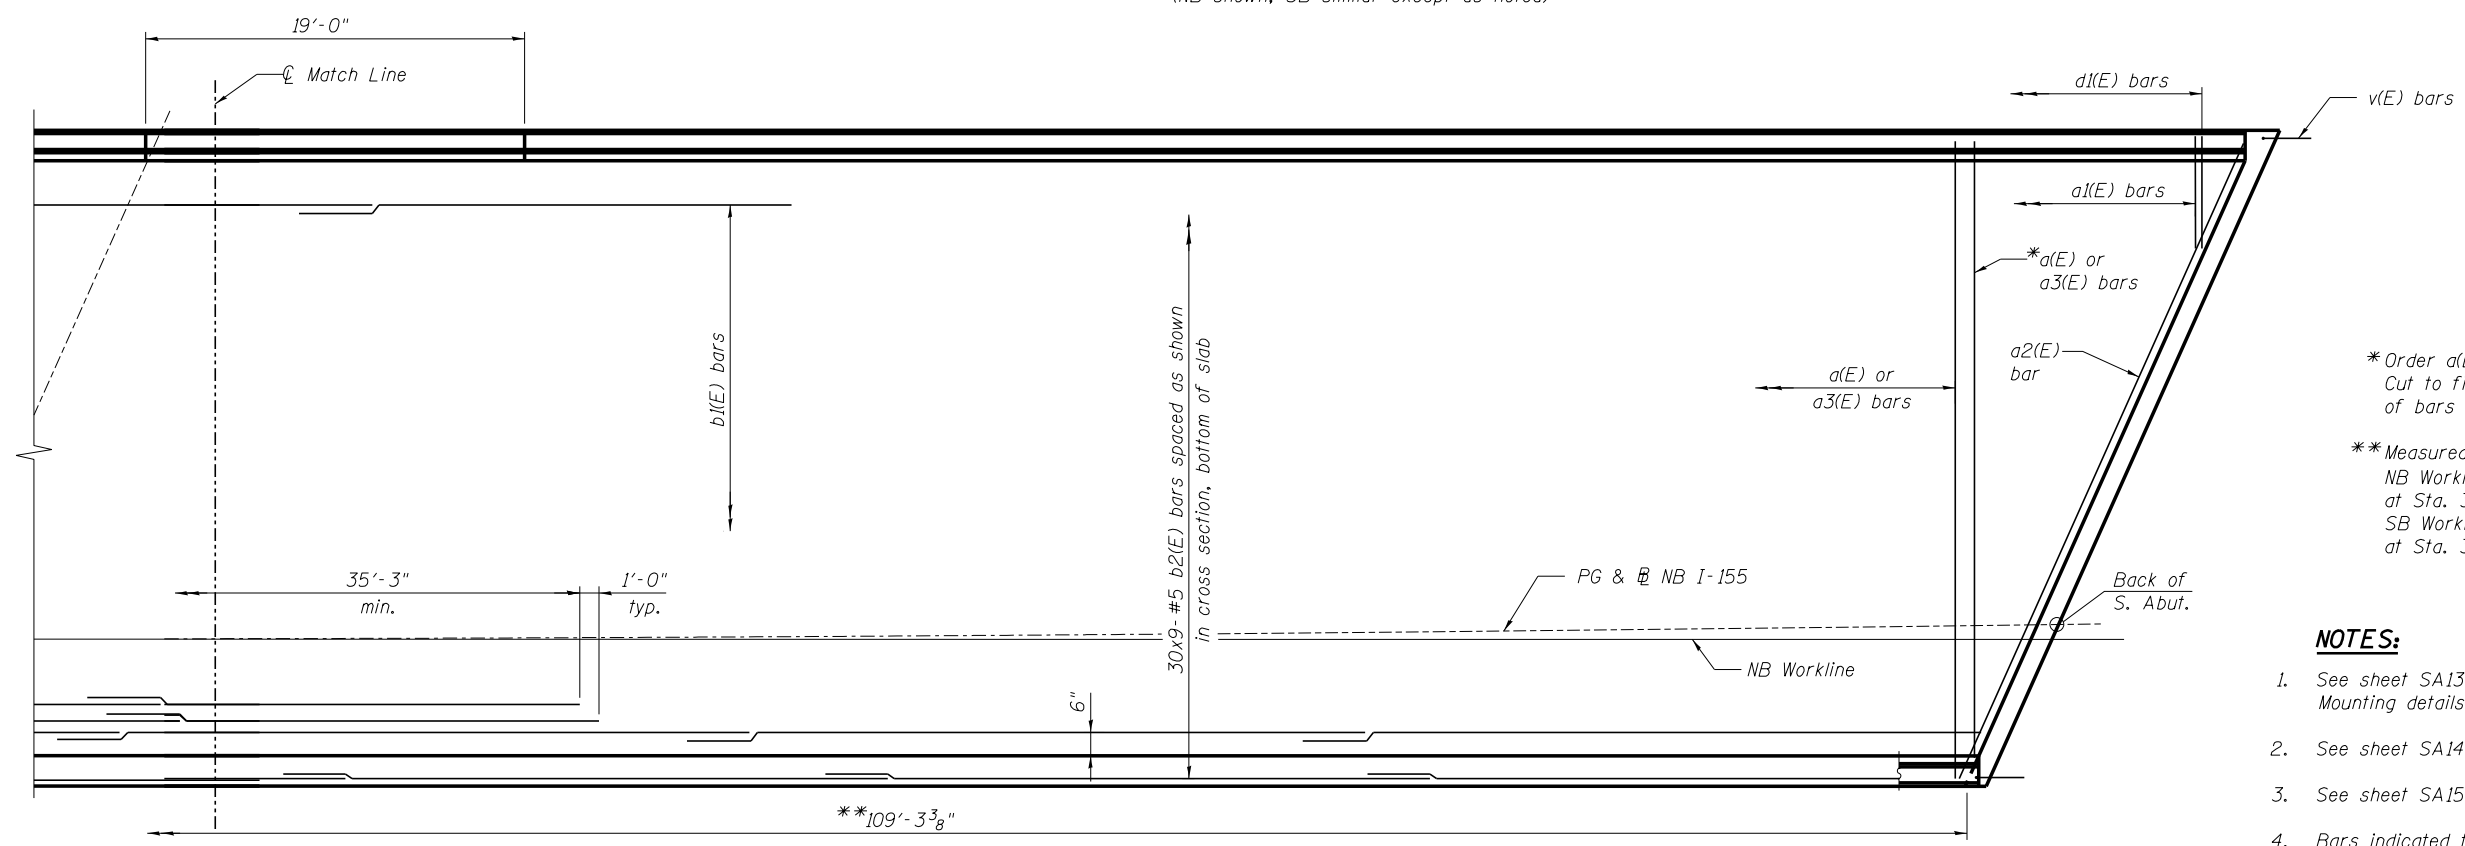 19'-0"
℄ Match Line
d1(E) bars
v(E) bars
a1(E) bars
*a(E) or
a3(E) bars
b1(E) bars
30x9-#5 b2(E) bars spaced as shown
in cross section, bottom of slab
a2(E)
bar
a(E) or
a3(E) bars
* Order a(
Cut to
of bars
** Measured
NB
at Sta. 3
SB
at Sta. 3
35'-3"
min.
1'-0"
typ.
PG & ℄ NB I-155
Back of
S. Abut.
NB Workline
6"
**109'-3 3/8"
NOTES:
1. See sheet SA13
Mounting details
2. See sheet SA14
3. See sheet SA15
4. Bars indicated